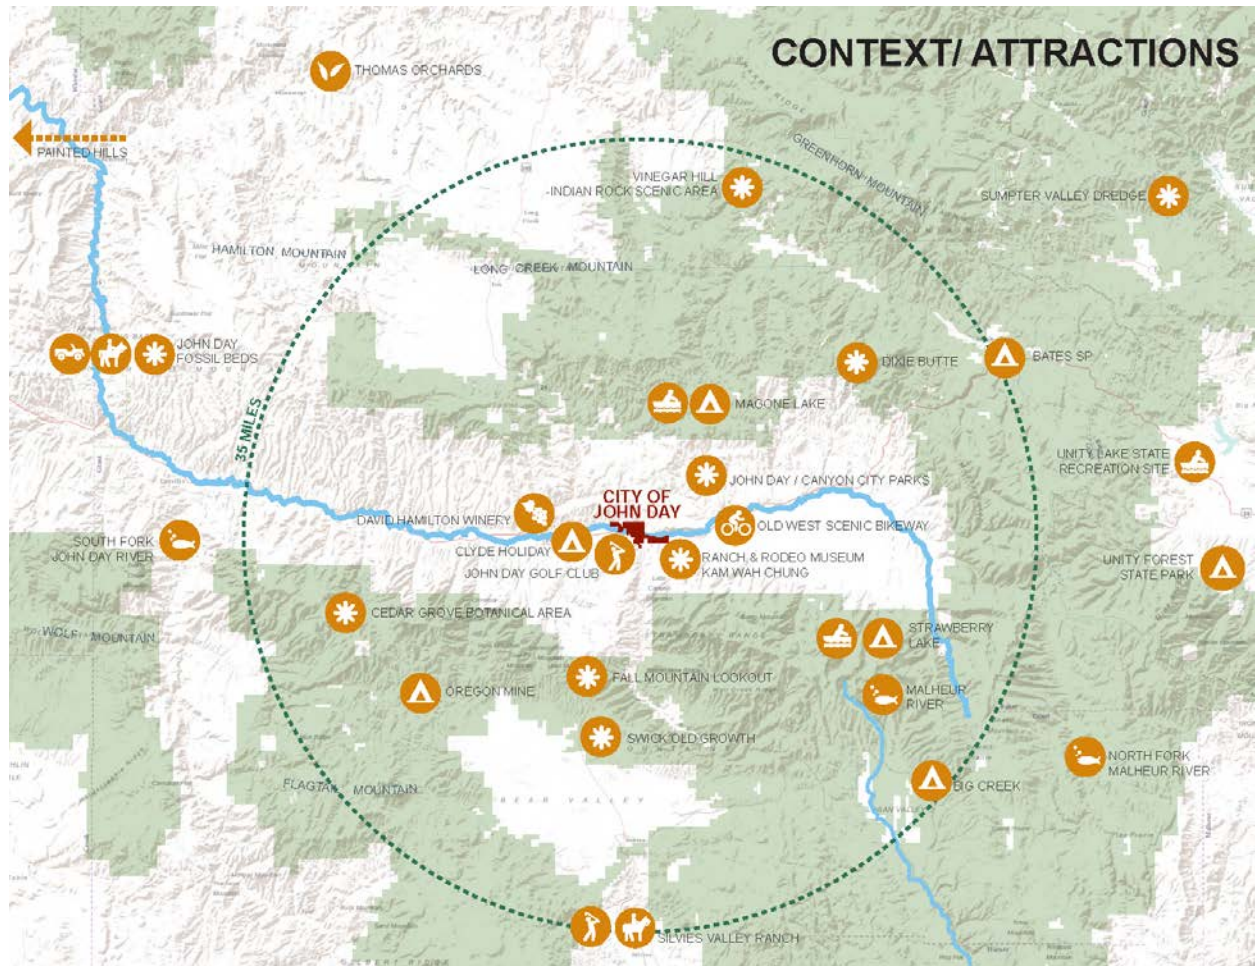 CONTEXT/ ATTRACTIONS
THOMAS ORCHARDS
PAINTED HILLS
GREENHORN MOUNTAIN
VINEGAR HILL
-INDIAN ROCK SCENIC AREA
SUMPTER VALLEY DREDGE
HAMILTON MOUNTAIN
LONG CREEK MOUNTAIN
JOHN DAY
FOSSIL BEDS
DIXIE BUTTE
BATES SP
35 MILES
MAGONE LAKE
UNITY LAKE STATE
RECREATION SITE
JOHN DAY / CANYON CITY PARKS
CITY OF
JOHN DAY
DAVID HAMILTON WINERY
OLD WEST SCENIC BIKEWAY
SOUTH FORK
JOHN DAY RIVER
CLYDE HOLIDAY
JOHN DAY GOLF CLUB
RANCH & RODEO MUSEUM
KAM WAH CHUNG
UNITY FOREST
STATE PARK
CEDAR GROVE BOTANICAL AREA
WOLF MOUNTAIN
STRAWBERRY
LAKE
FALL MOUNTAIN LOOKOUT
OREGON MINE
MALHEUR
RIVER
SWICK OLD GROWTH
NORTH FORK
MALHEUR RIVER
FLAGTAIL MOUNTAIN
BIG CREEK
BEAR VALLEY
SILVIES VALLEY RANCH